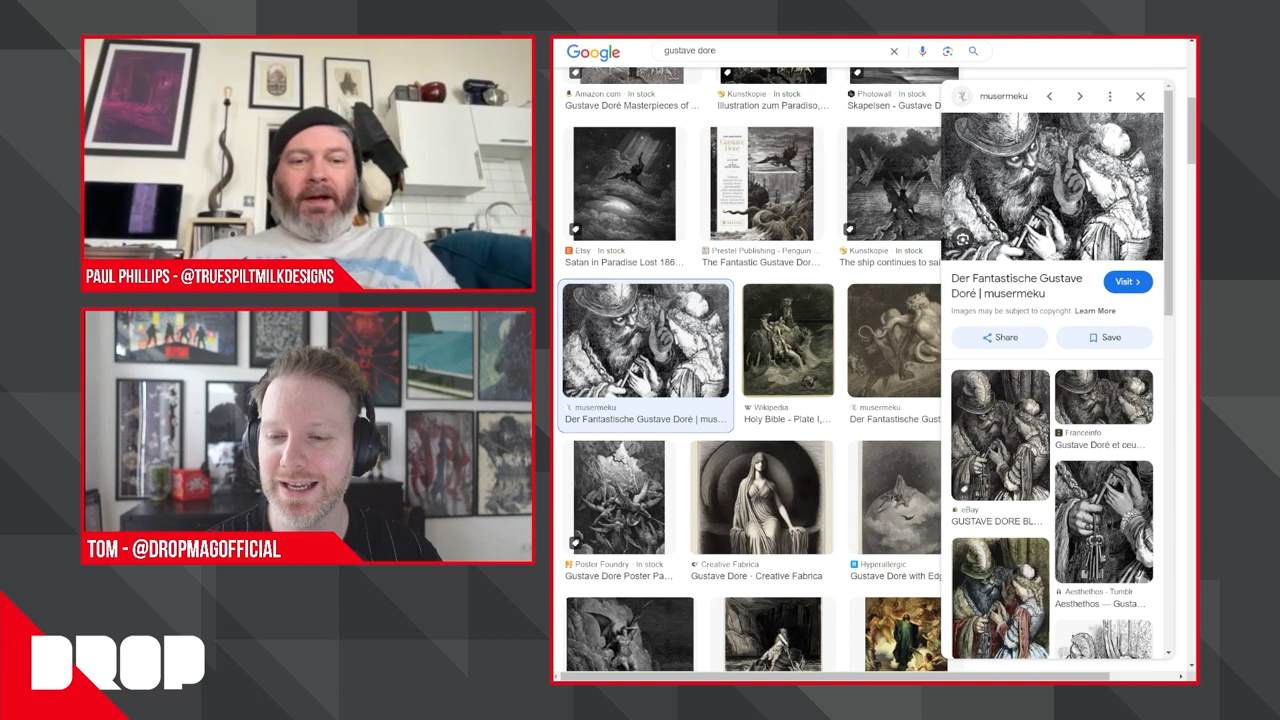 PAUL PHILLIPS - @TRUESPILTMILKDESIGNS
TOM - @DROPMAGOFFICIAL
DROP
Google
gustave dore
Amazon.com · In stock
Gustave Doré Masterpieces of ...
Kunstkopie · In stock
Illustration zum Paradiso,...
Photowall · In stock
Skapelsen - Gustave D
Etsy · In stock
Satan in Paradise Lost 186...
Prestel Publishing - Penguin ...
The Fantastic Gustave Dor...
Kunstkopie · In stock
The ship continues to sai
musermeku
Der Fantastische Gustave Doré | mus...
Wikipedia
Holy Bible - Plate I,...
musermeku
Der Fantastische Gust
Poster Foundry · In stock
Gustave Dore Poster Pa...
Creative Fabrica
Gustave Dore · Creative Fabrica
Hyperallergic
Gustave Doré with Edg
musermeku
Der Fantastische Gustave
Doré | musermeku
Visit >
Images may be subject to copyright. Learn More
Share
Save
eBay
GUSTAVE DORE BL...
Franceinfo
Gustave Doré et ceu...
Aesthethos - Tumblr
Aesthethos — Gusta...